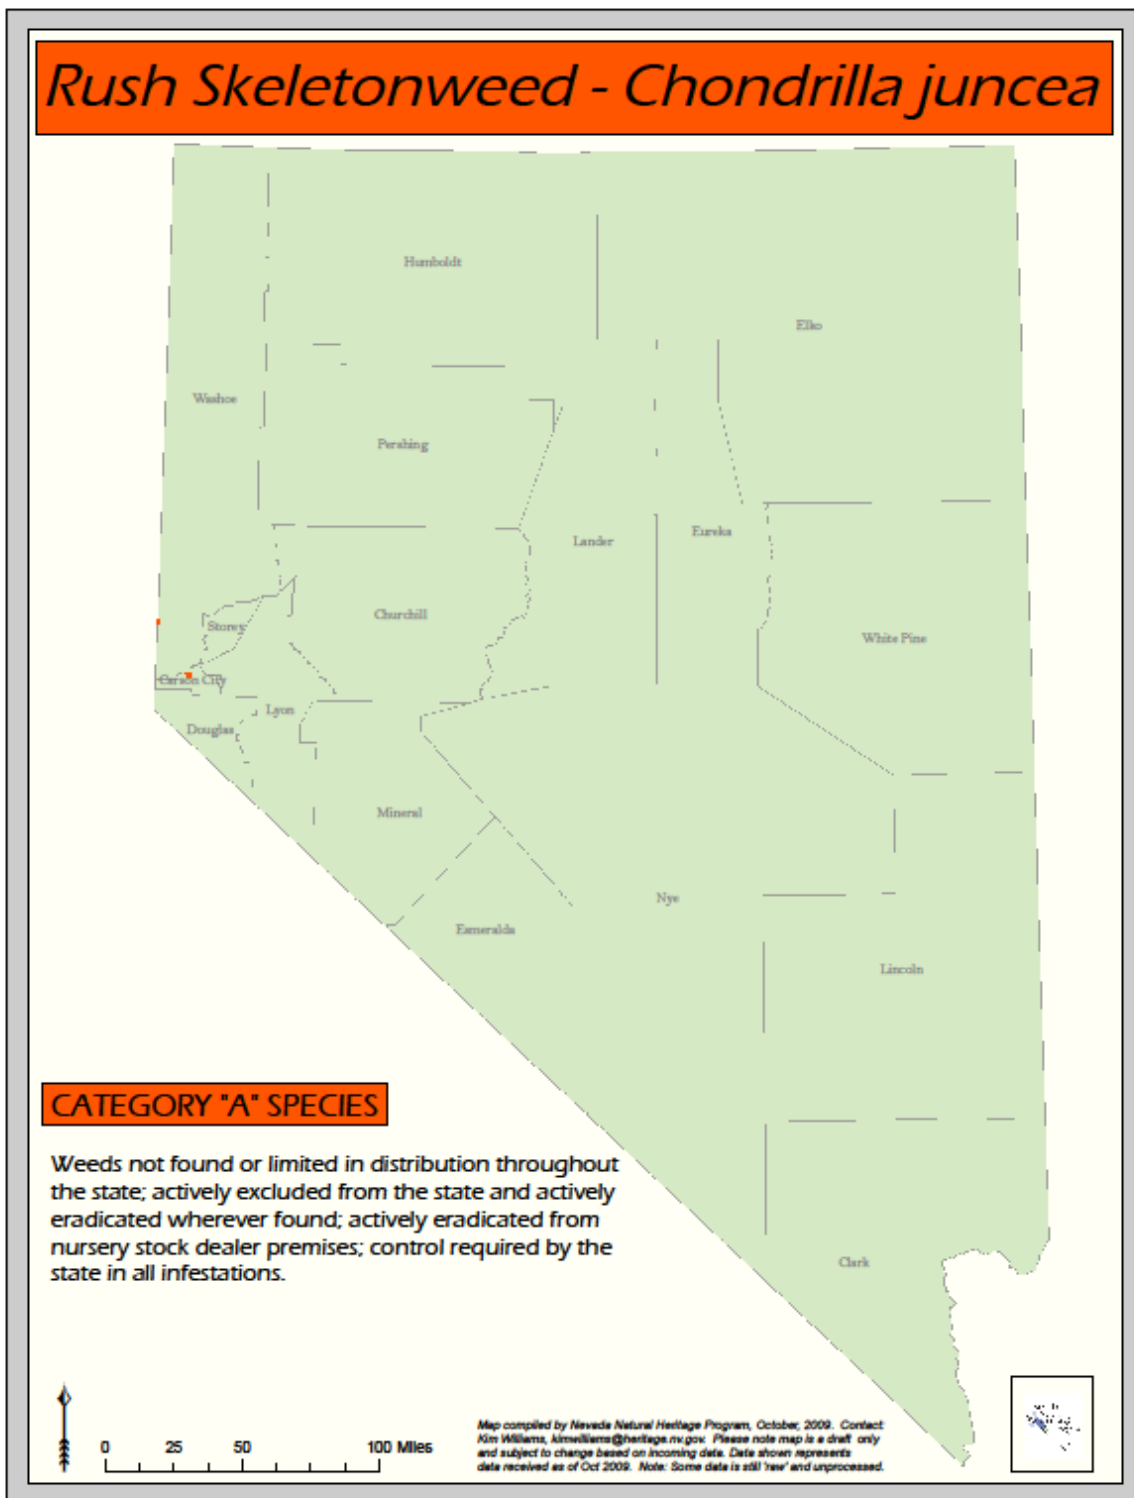 Rush Skeletonweed - Chondrilla juncea
Humboldt
Elko
Washoe
Pershing
Lander
Eureka
Storey
Churchill
White Pine
Carson City
Lyon
Douglas
Mineral
Nye
Esmeralda
Lincoln
CATEGORY "A" SPECIES
Weeds not found or limited in distribution throughout
the state; actively excluded from the state and actively
eradicated wherever found; actively eradicated from
nursery stock dealer premises; control required by the
state in all infestations.
Clark
0 25 50 100 Miles
Map compiled by Nevada Natural Heritage Program, October, 2009. Contact
Kim Williams, kimwilliams@heritage.nv.gov. Please note map is a draft only
and subject to change based on incoming data. Data shown represents
data received as of Oct 2009. Note: Some data is still 'raw' and unprocessed.